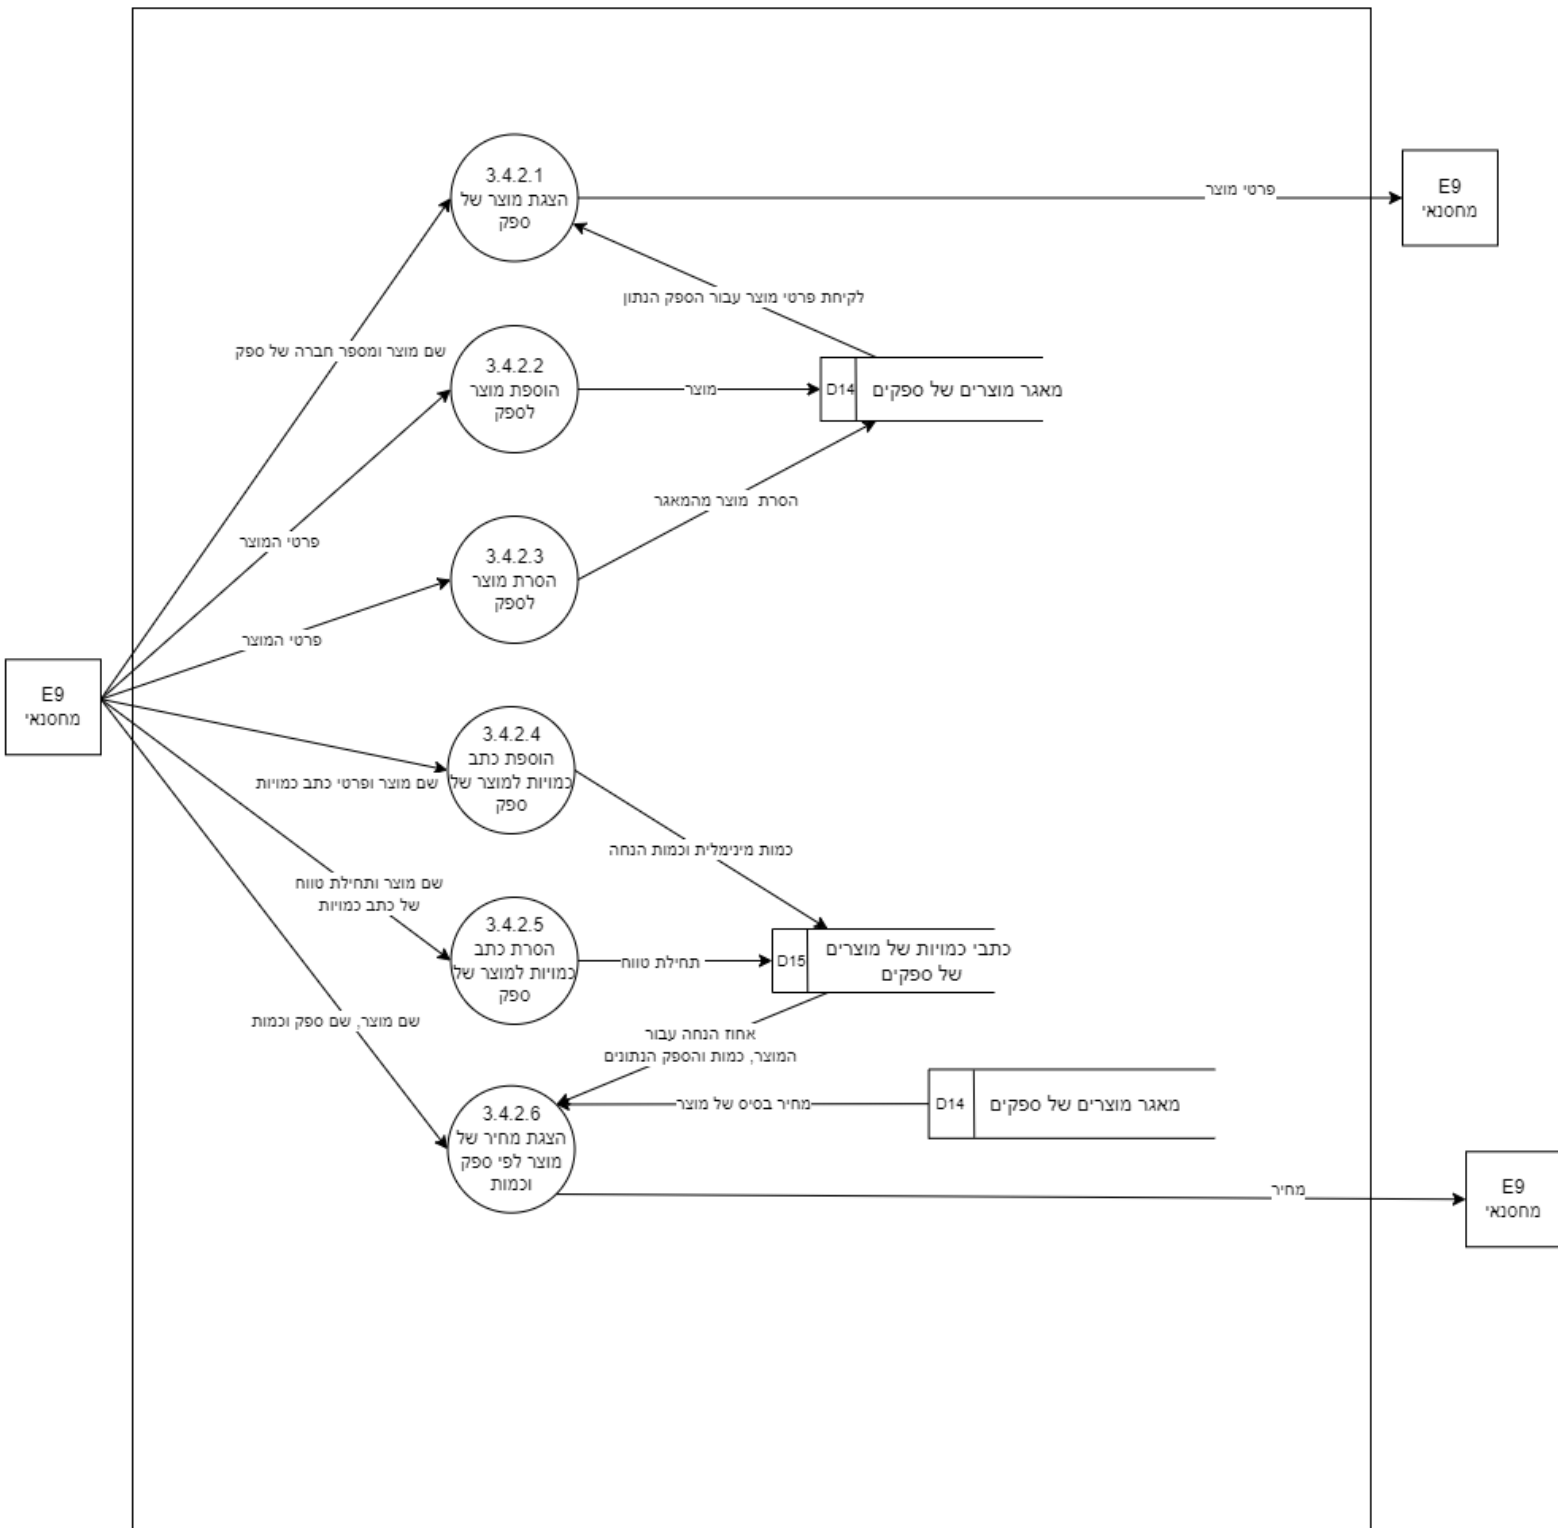 3.4.2.1
הצגת מוצר של
ספק
פרטי מוצר
E9
מחסנאי
לקיחת פרטי מוצר עבור הספק הנתון
שם מוצר ומספר חברה של ספק
3.4.2.2
הוספת מוצר
לספק
מוצר
D14
מאגר מוצרים של ספקים
הסרת מוצר מהמאגר
פרטי המוצר
3.4.2.3
הסרת מוצר
לספק
פרטי המוצר
E9
מחסנאי
3.4.2.4
הוספת כתב
כמויות למוצר של
ספק
שם מוצר ופרטי כתב כמויות
כמות מינימלית וכמות הנחה
שם מוצר ותחילת טווח
של כתב כמויות
3.4.2.5
הסרת כתב
כמויות למוצר של
ספק
תחילת טווח
D15
כתבי כמויות של מוצרים
של ספקים
שם מוצר, שם ספק וכמות
אחוז הנחה עבור
המוצר, כמות והספק הנתונים
3.4.2.6
הצגת מחיר של
מוצר לפי ספק
וכמות
מחיר בסיס של מוצר
D14
מאגר מוצרים של ספקים
מחיר
E9
מחסנאי